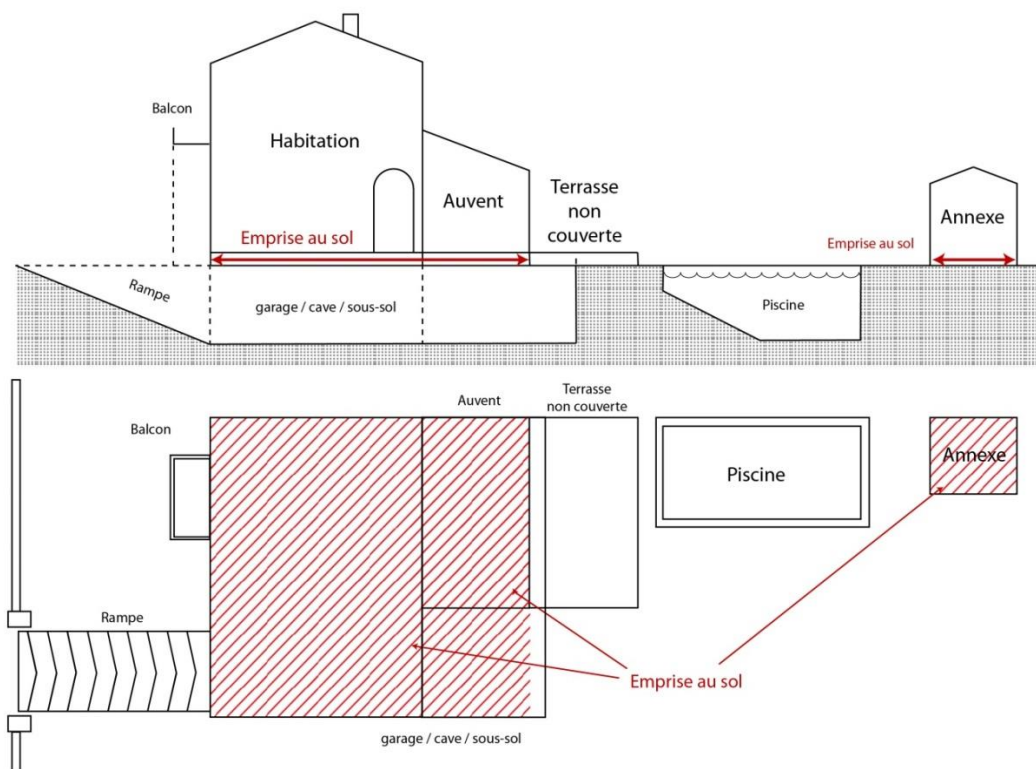 Balcon
Habitation
Auvent
Terrasse
non
couverte
Annexe
Emprise au sol
Emprise au sol
Rampe
garage / cave / sous-sol
Piscine
Auvent
Terrasse
non couverte
Balcon
Piscine
Annexe
Rampe
Emprise au sol
garage / cave / sous-sol